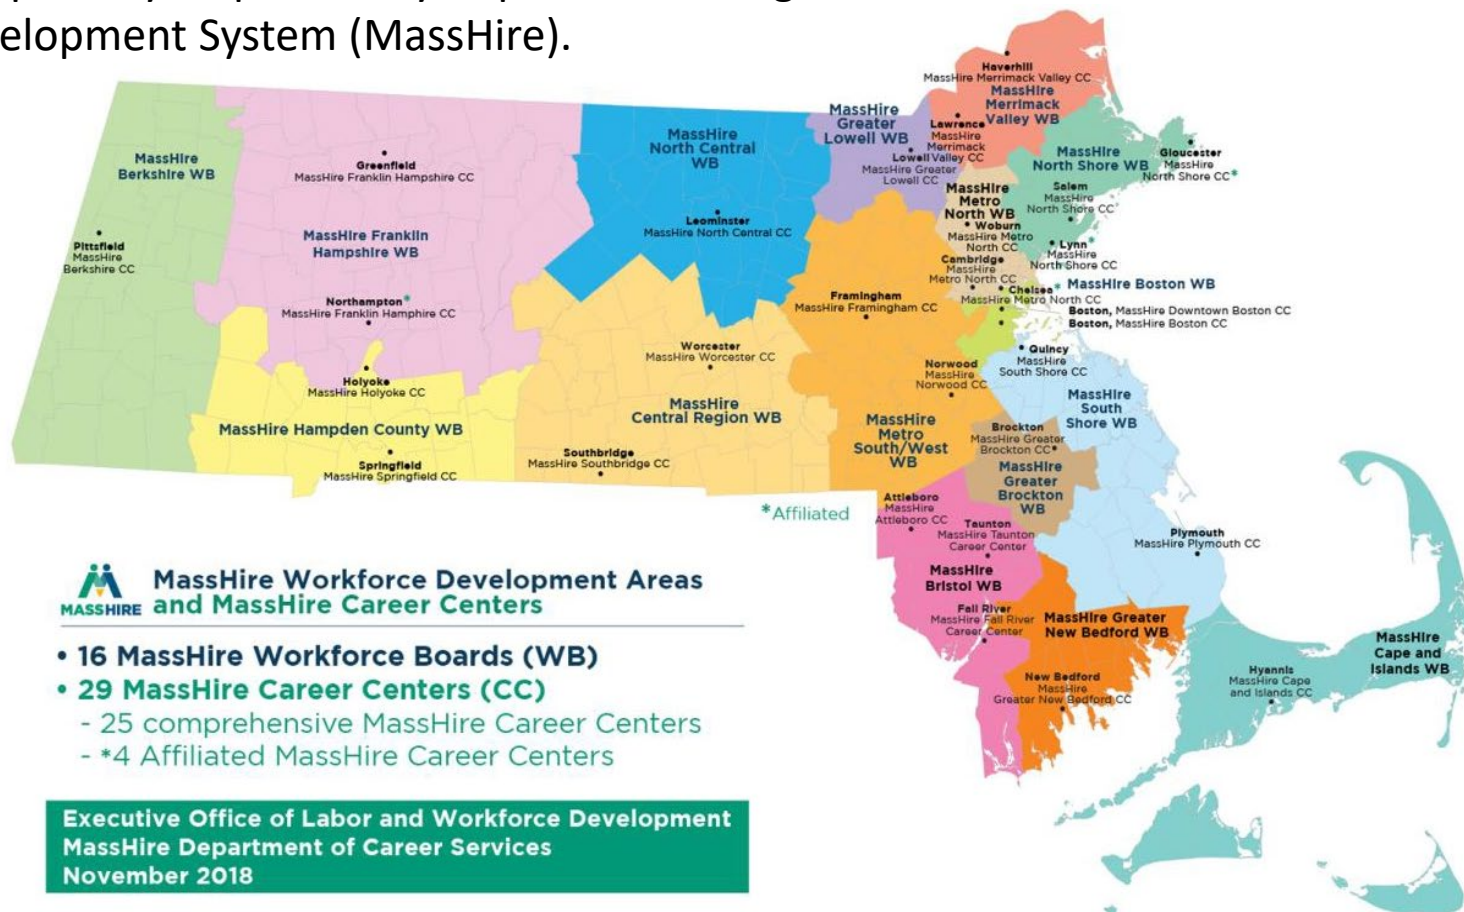 elopment System (MassHire).
Haverhill
MassHire Merrimack Valley CC
MassHire
Merrimack
Valley WB
Lawrence
MassHire
Merrimack
Valley CC
MassHire
Greater
Lowell WB
Lowell
MassHire Greater
Lowell CC
MassHire
North Shore WB
Gloucester
MassHire
North Shore CC*
Salem
MassHire
North Shore CC
Lynn*
MassHire
North Shore CC
MassHire
Metro
North WB
Woburn
MassHire Metro
North CC
Cambridge
MassHire
Metro North CC
Chelsea*
MassHire Metro North CC
MassHire Boston WB
Boston, MassHire Downtown Boston CC
Boston, MassHire Boston CC
MassHire
Berkshire WB
Pittsfield
MassHire
Berkshire CC
Greenfield
MassHire Franklin Hampshire CC
MassHire Franklin
Hampshire WB
Northampton*
MassHire Franklin Hamphire CC
MassHire
North Central
WB
Leominster
MassHire North Central CC
Framingham
MassHire Framingham CC
Worcester
MassHire Worcester CC
Holyoke
MassHire Holyoke CC
MassHire Hampden County WB
Springfield
MassHire Springfield CC
MassHire
Central Region WB
Southbridge
MassHire Southbridge CC
Norwood
MassHire
Norwood CC
MassHire
Metro
South/West
WB
Quincy
MassHire
South Shore CC
MassHire
South
Shore WB
Brockton
MassHire Greater
Brockton CC
MassHire
Greater
Brockton
WB
*Affiliated
Attleboro
MassHire
Attleboro CC
Taunton
MassHire Taunton
Career Center
MassHire
Bristol WB
Plymouth
MassHire Plymouth CC
Fall River
MassHire Fall River
Career Center
MassHire Greater
New Bedford WB
New Bedford
MassHire
Greater New Bedford CC
MassHire
Cape and
Islands WB
Hyannis
MassHire Cape
and Islands CC
MASSHIRE
MassHire Workforce Development Areas
and MassHire Career Centers
• 16 MassHire Workforce Boards (WB)
• 29 MassHire Career Centers (CC)
- 25 comprehensive MassHire Career Centers
- *4 Affiliated MassHire Career Centers
Executive Office of Labor and Workforce Development
MassHire Department of Career Services
November 2018